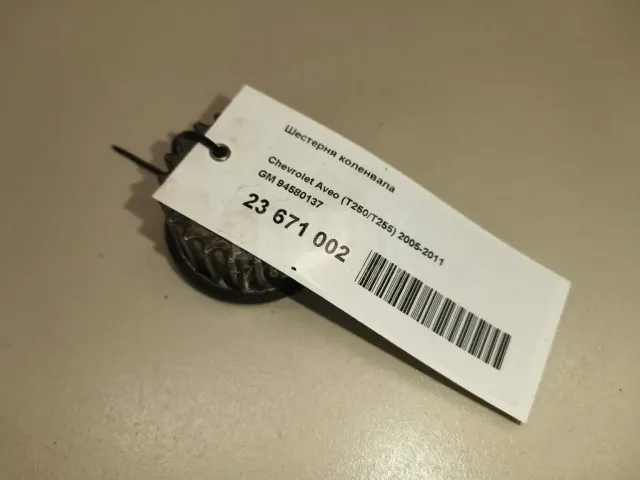 Шестерня коленвала
Chevrolet Aveo (T250/T255) 2005-2011
GM 94580137
23 671 002
-